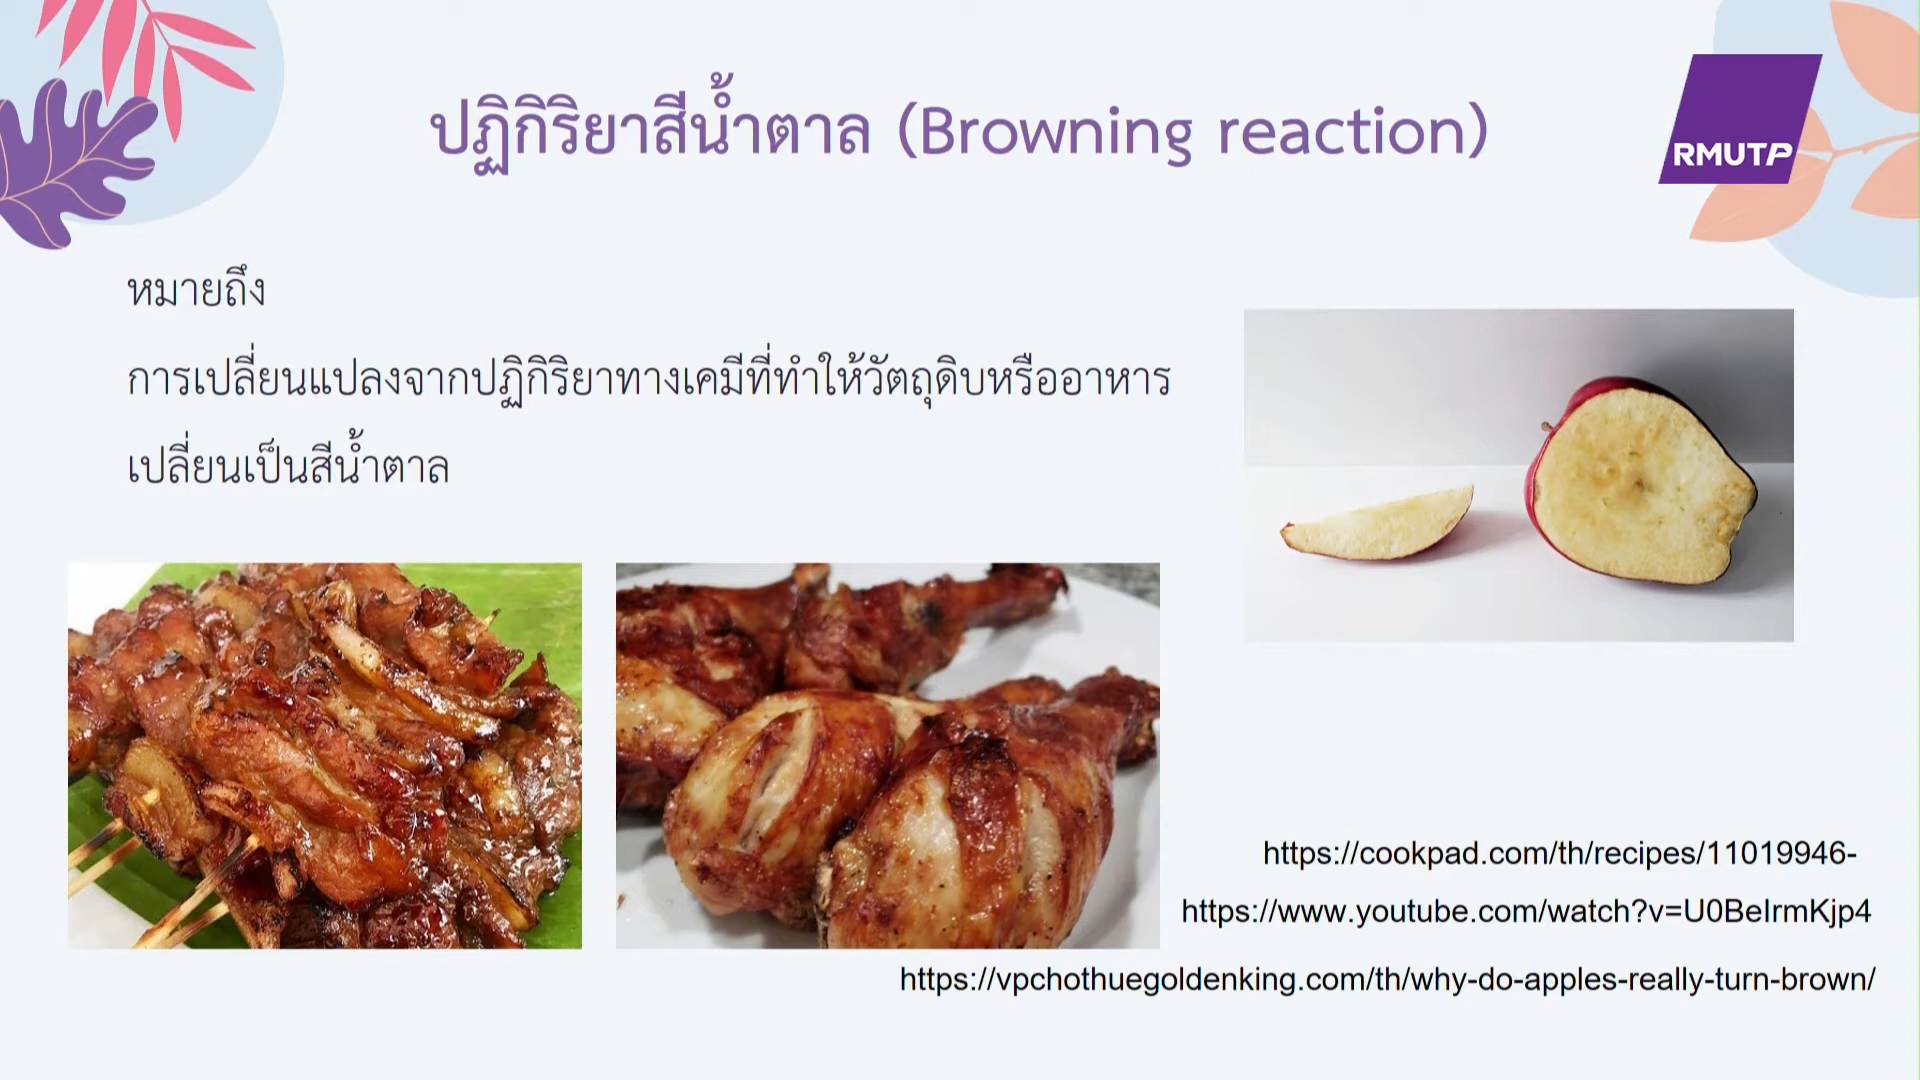 ปฏิกิริยาสีน้ำตาล (Browning reaction)
RMUTP
หมายถึง
การเปลี่ยนแปลงจากปฏิกิริยาทางเคมีที่ทำให้วัตถุดิบหรืออาหาร
เปลี่ยนเป็นสีน้ำตาล
https://cookpad.com/th/recipes/11019946-
https://www.youtube.com/watch?v=U0BeIrmKjp4
https://vpchothuegoldenking.com/th/why-do-apples-really-turn-brown/